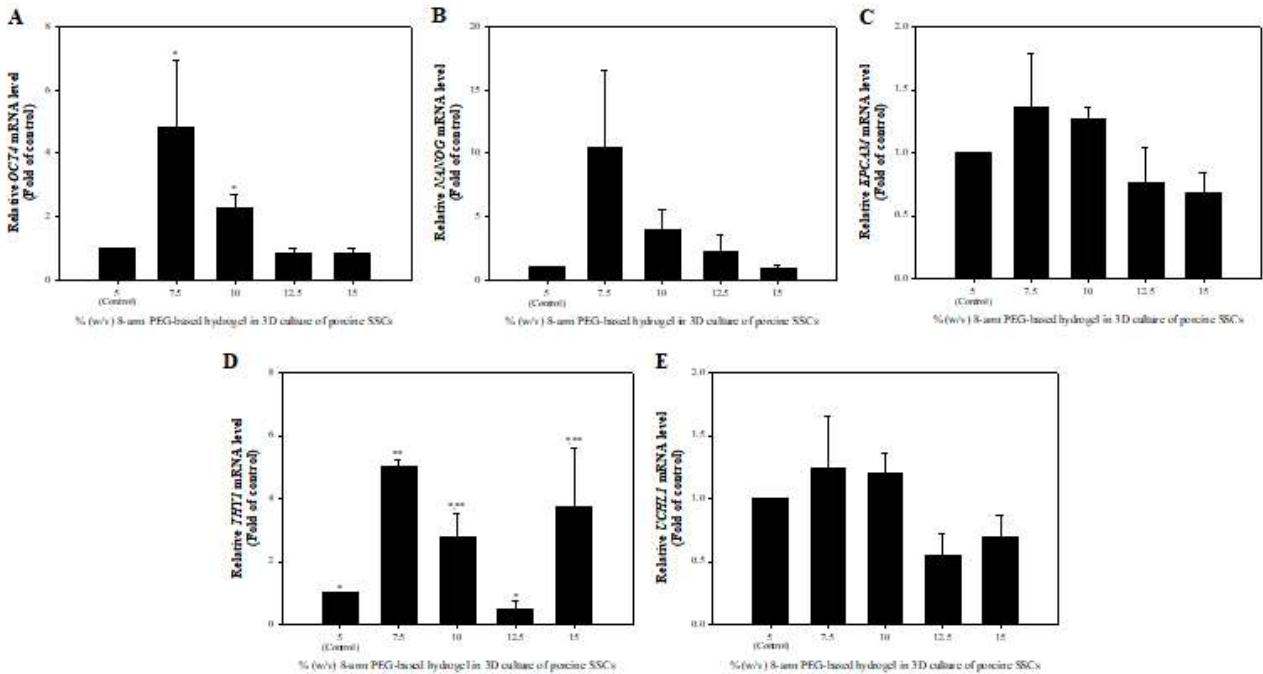 A
Relative OCT4 mRNA level
(Fold of control)
8
6
4
2
0
*
*
5
(Control)
7.5
10
12.5
15
% (w/v) 8-arm PEG-based hydrogel in 3D culture of porcine SSCs
B
Relative NANOG mRNA level
(Fold of control)
20
15
10
5
0
5
(Control)
7.5
10
12.5
15
% (w/v) 8-arm PEG-based hydrogel in 3D culture of porcine SSCs
C
Relative EPCAM mRNA level
(Fold of control)
2.0
1.5
1.0
0.5
0.0
5
(Control)
7.5
10
12.5
15
% (w/v) 8-arm PEG-based hydrogel in 3D culture of porcine SSCs
D
Relative THY1 mRNA level
(Fold of control)
8
6
4
2
0
*
**
*,**
*
*,**
5
(Control)
7.5
10
12.5
15
% (w/v) 8-arm PEG-based hydrogel in 3D culture of porcine SSCs
E
Relative UCHL1 mRNA level
(Fold of control)
2.0
1.5
1.0
0.5
0.0
5
(Control)
7.5
10
12.5
15
% (w/v) 8-arm PEG-based hydrogel in 3D culture of porcine SSCs